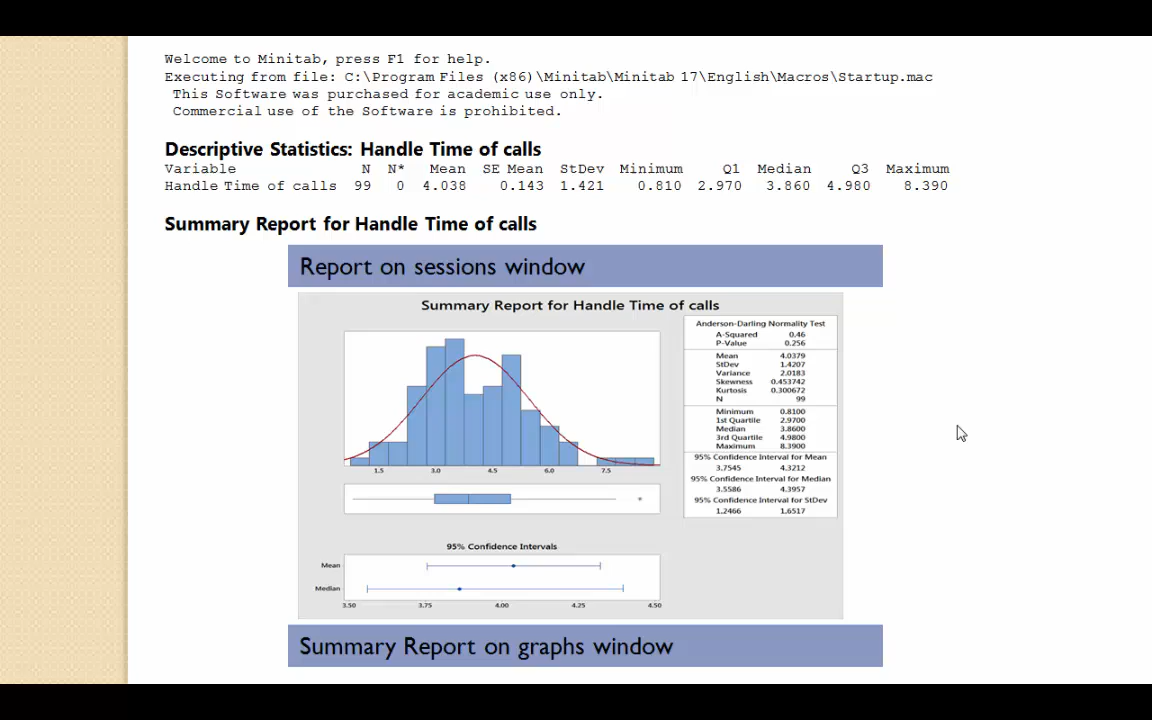 Welcome to Minitab, press F1 for help.
Executing from file: C:\Program Files (x86)\Minitab\Minitab 17\English\Macros\Startup.mac
This Software was purchased for academic use only.
Commercial use of the Software is prohibited.
Descriptive Statistics: Handle Time of calls
Variable N N* Mean SE Mean StDev Minimum Q1 Median Q3 Maximum
Handle Time of calls 99 0 4.038 0.143 1.421 0.810 2.970 3.860 4.980 8.390
Summary Report for Handle Time of calls
Report on sessions window
Summary Report for Handle Time of calls
Anderson-Darling Normality Test
A-Squared 0.46
P-Value 0.256
Mean 4.0379
StDev 1.4207
Variance 2.0183
Skewness 0.453742
Kurtosis 0.300672
N 99
Minimum 0.8100
1st Quartile 2.9700
Median 3.8600
3rd Quartile 4.9800
Maximum 8.3900
95% Confidence Interval for Mean
3.7545 4.3212
95% Confidence Interval for Median
3.5586 4.3957
95% Confidence Interval for StDev
1.2466 1.6517
1.5 3.0 4.5 6.0 7.5
95% Confidence Intervals
Mean
Median
3.50 3.75 4.00 4.25 4.50
Summary Report on graphs window